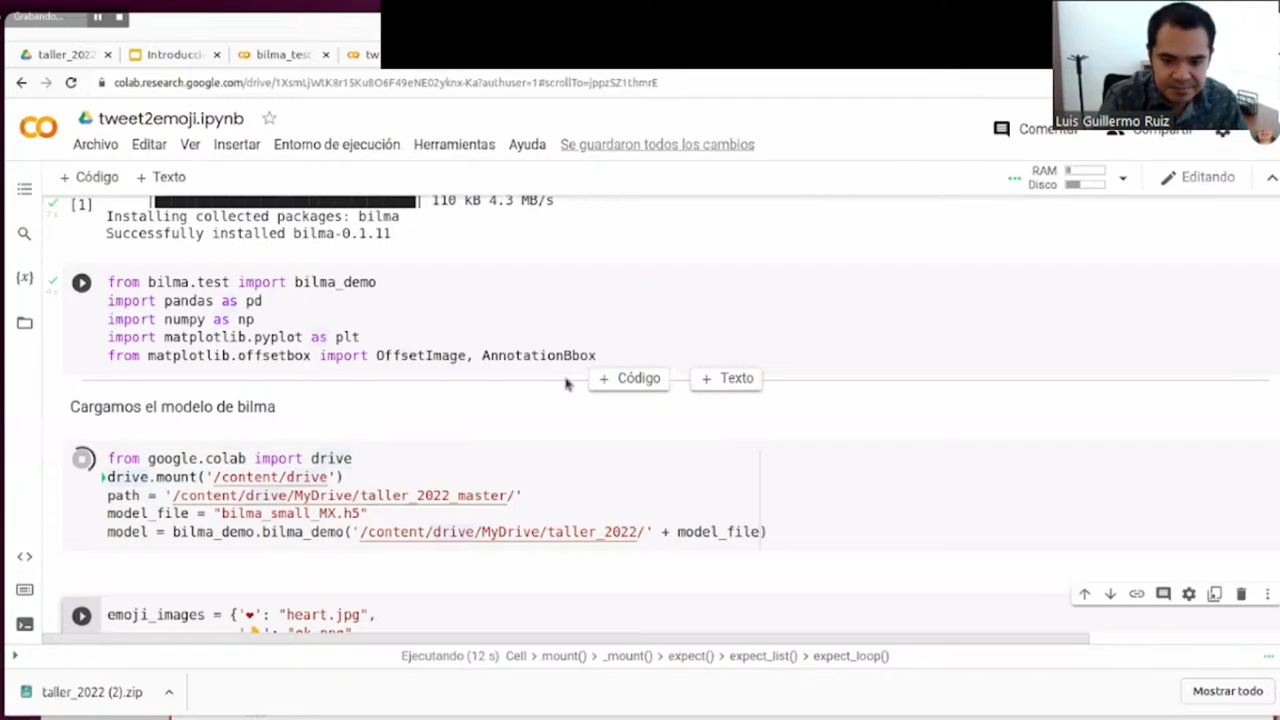 Grabando...
taller_2022
Introducció
bilma_test
tw
colab.research.google.com/drive/1XsmLjWtK8r15Ku8O6F49eNE02yknx-Ka?authuser=1#scrollTo=jppzSZ1thmrE
Luis Guillermo Ruiz
tweet2emoji.ipynb
Comentar
Compartir
Archivo Editar Ver Insertar Entorno de ejecución Herramientas Ayuda Se guardaron todos los cambios
+ Código + Texto
RAM
Disco
Editando
[1]
110 kB 4.3 MB/s
Installing collected packages: bilma
Successfully installed bilma-0.1.11
from bilma.test import bilma_demo
import pandas as pd
import numpy as np
import matplotlib.pyplot as plt
from matplotlib.offsetbox import OffsetImage, AnnotationBbox
+ Código + Texto
Cargamos el modelo de bilma
from google.colab import drive
drive.mount('/content/drive')
path = '/content/drive/MyDrive/taller_2022_master/'
model_file = "bilma_small_MX.h5"
model = bilma_demo.bilma_demo('/content/drive/MyDrive/taller_2022/' + model_file)
emoji_images = {'❤': "heart.jpg",
"ok.png"
Ejecutando (12 s) Cell > mount() > _mount() > expect() > expect_list() > expect_loop()
taller_2022 (2).zip
Mostrar todo